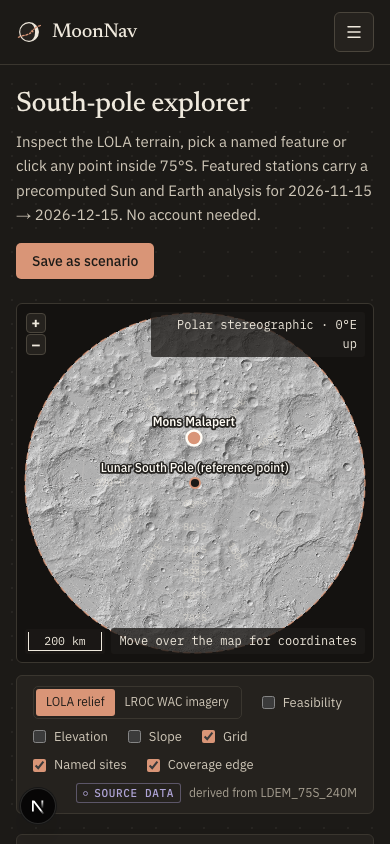 MoonNav
South-pole explorer
Inspect the LOLA terrain, pick a named feature or
click any point inside 75°S. Featured stations carry a
precomputed Sun and Earth analysis for 2026-11-15
→ 2026-12-15. No account needed.
Save as scenario
+
−
Polar stereographic · 0°E
up
Mons Malapert
Lunar South Pole (reference point)
200 km
Move over the map for coordinates
LOLA relief
LROC WAC imagery
Feasibility
Elevation
Slope
Grid
Named sites
Coverage edge
N
SOURCE DATA
derived from LDEM_75S_240M